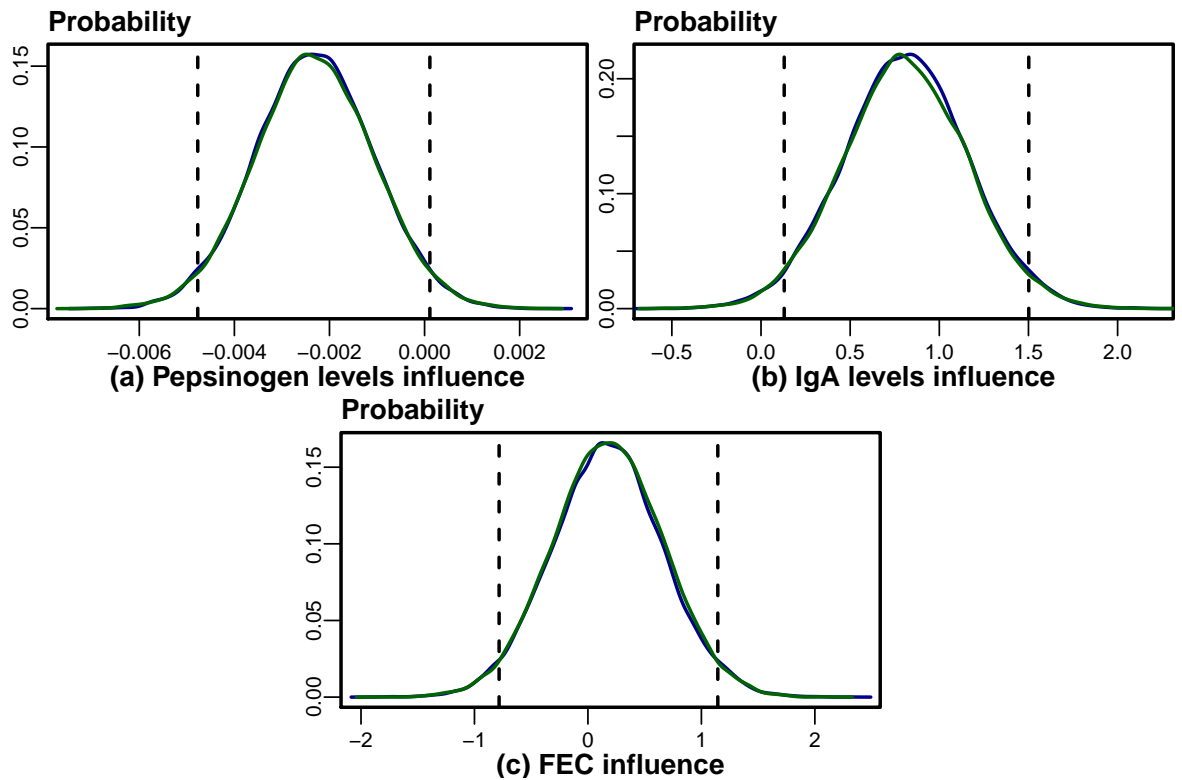 Probability
0.00 0.05 0.10 0.15
−0.006 −0.004 −0.002 0.000 0.002
(a) Pepsinogen levels influence
Probability
0.00 0.10 0.20
−0.5 0.0 0.5 1.0 1.5 2.0
(b) IgA levels influence
Probability
0.00 0.05 0.10 0.15
−2 −1 0 1 2
(c) FEC influence